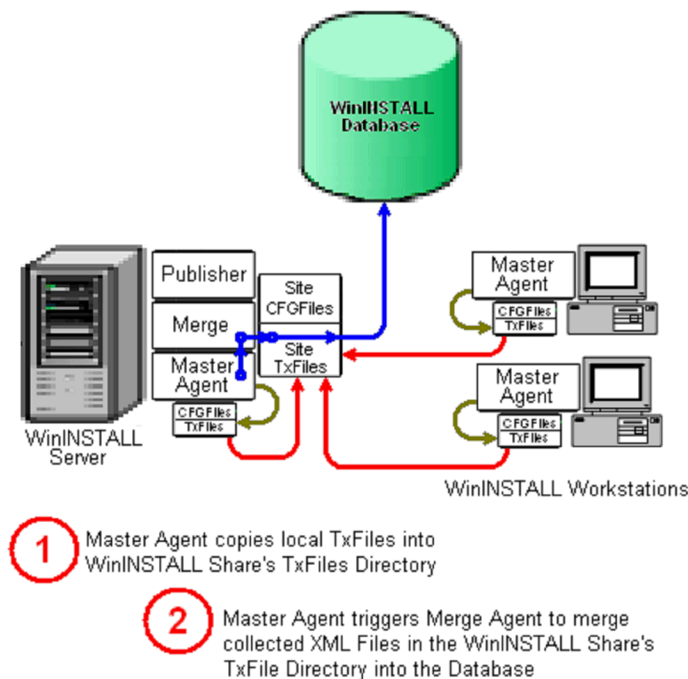 WinINSTALL
Database
Publisher
Merge
Master
Agent
CFGFiles
TxFiles
Site
CFGFiles
Site
TxFiles
WinINSTALL
Server
Master
Agent
CFGFiles
TxFiles
Master
Agent
CFGFiles
TxFiles
WinINSTALL Workstations
1
Master Agent copies local TxFiles into
WinINSTALL Share's TxFiles Directory
2
Master Agent triggers Merge Agent to merge
collected XML Files in the WinINSTALL Share's
TxFile Directory into the Database